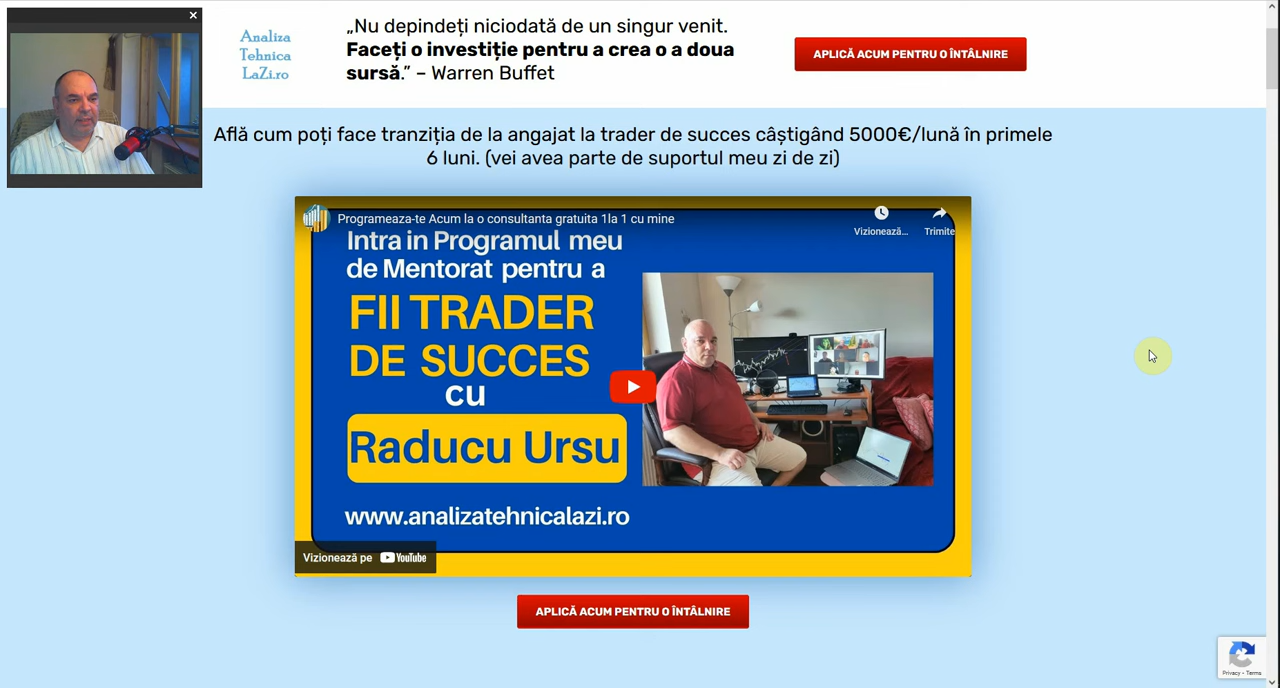 Analiza
Tehnica
LaZi.ro
„Nu depindeți niciodată de un singur venit.
Faceți o investiție pentru a crea o a doua
sursă.” – Warren Buffet
APLICĂ ACUM PENTRU O ÎNTÂLNIRE
Află cum poți face tranziția de la angajat la trader de succes câștigând 5000€/lună în primele
6 luni. (vei avea parte de suportul meu zi de zi)
Programeaza-te Acum la o consultanta gratuita 1la 1 cu mine
Vizionează...
Trimite
Intra in Programul meu
de Mentorat pentru a
FII TRADER
DE SUCCES
cu
Raducu Ursu
www.analizatehnicalazi.ro
Vizionează pe YouTube
APLICĂ ACUM PENTRU O ÎNTÂLNIRE
Privacy - Terms